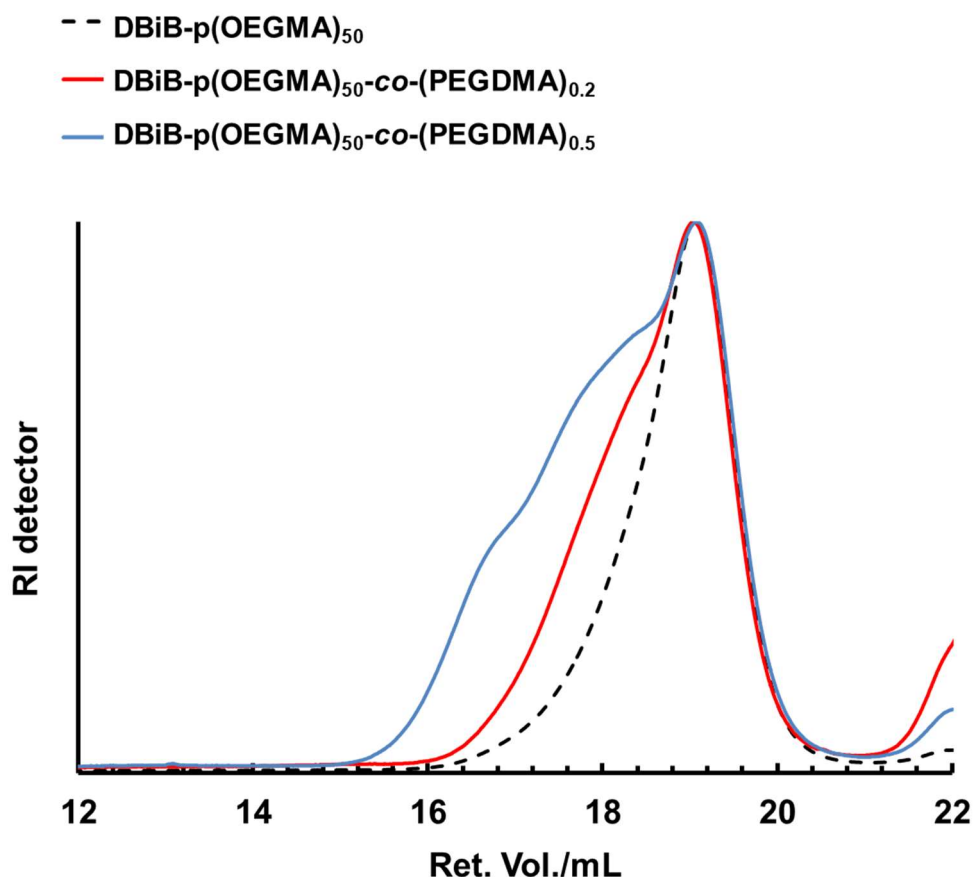 DBiB-p(OEGMA)₅₀
DBiB-p(OEGMA)₅₀-co-(PEGDMA)₀.₂
DBiB-p(OEGMA)₅₀-co-(PEGDMA)₀.₅
RI detector
12 14 16 18 20 22
Ret. Vol./mL